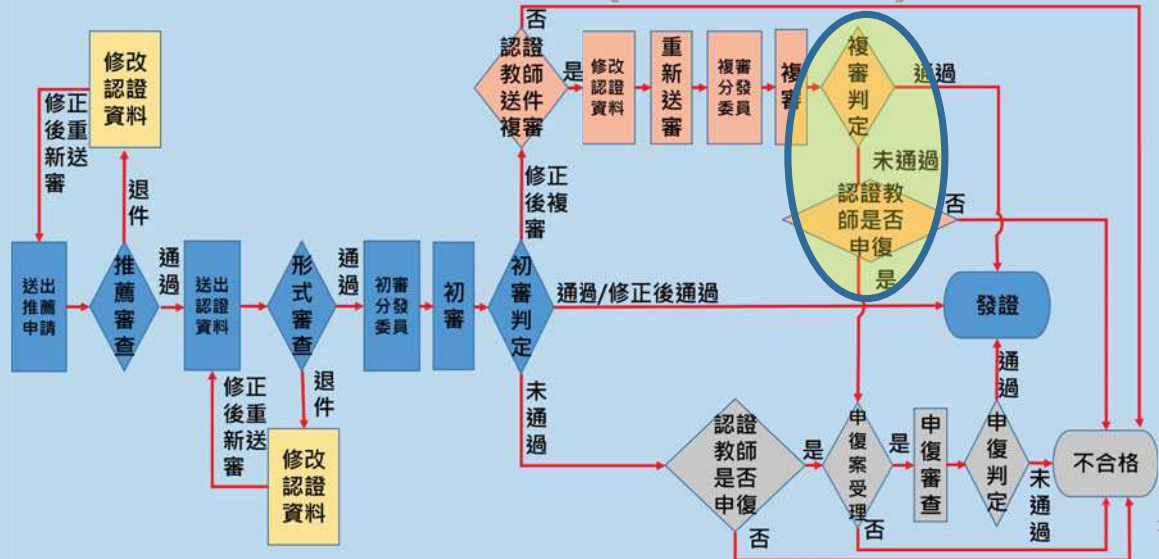 修改
認證
資料
修正
後重
新送
審
退
件
送出
推薦
申請
推
薦
審
查
通
過
送出
認證
資料
修正
後重
新送
審
形
式
審
查
退
件
修改
認證
資料
通
過
初審
分發
委員
初
審
初
審
判
定
修正
後複
審
否
認證
教師
送件
複審
是
修改
認證
資料
重
新
送
審
複審
分發
委員
複
審
複
審
判
定
通過
未通過
認證教
師是否
申復
否
是
通過/修正後通過
發證
未
通
過
認證
教師
是否
申復
是
否
申
復
案
受
理
是
否
申
復
審
查
申
復
判
定
通
過
未
通
過
不合格